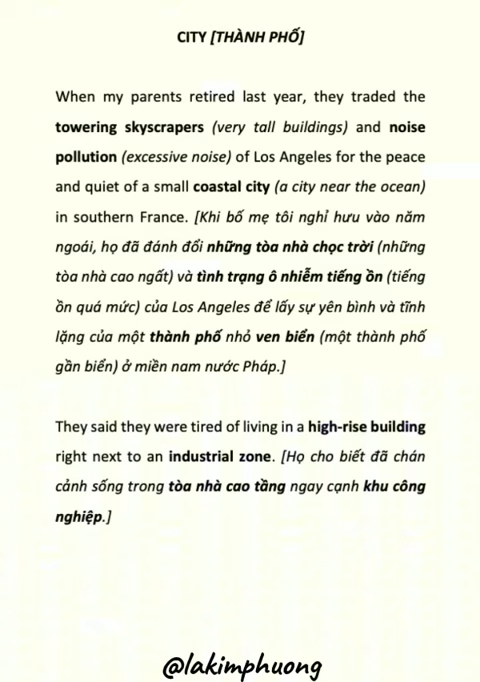 CITY [THÀNH PHỐ]
When my parents retired last year, they traded the
towering skyscrapers (very tall buildings) and noise
pollution (excessive noise) of Los Angeles for the peace
and quiet of a small coastal city (a city near the ocean)
in southern France. [Khi bố mẹ tôi nghỉ hưu vào năm
ngoái, họ đã đánh đổi những tòa nhà chọc trời (những
tòa nhà cao ngất) và tình trạng ô nhiễm tiếng ồn (tiếng
ồn quá mức) của Los Angeles để lấy sự yên bình và tĩnh
lặng của một thành phố nhỏ ven biển (một thành phố
gần biển) ở miền nam nước Pháp.]
They said they were tired of living in a high-rise building
right next to an industrial zone. [Họ cho biết đã chán
cảnh sống trong tòa nhà cao tầng ngay cạnh khu công
nghiệp.]
@lakimphuong